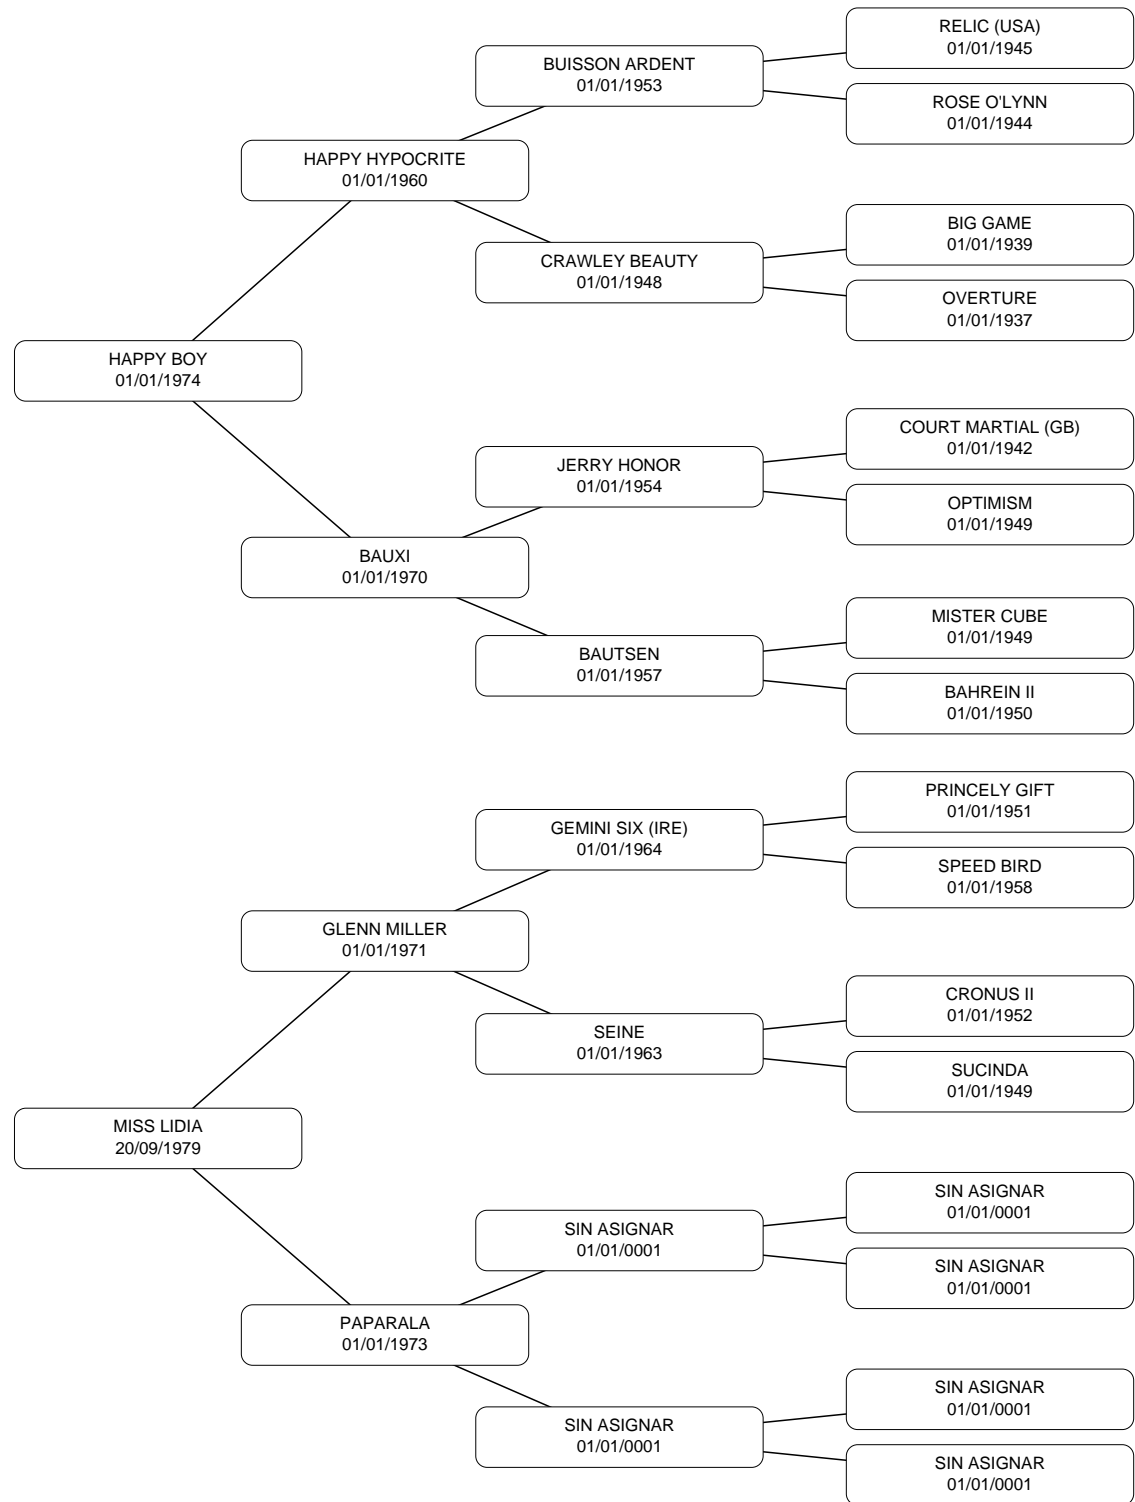 RELIC (USA)
01/01/1945
BUISSON ARDENT
01/01/1953
ROSE O'LYNN
01/01/1944
HAPPY HYPOCRITE
01/01/1960
BIG GAME
01/01/1939
CRAWLEY BEAUTY
01/01/1948
OVERTURE
01/01/1937
HAPPY BOY
01/01/1974
COURT MARTIAL (GB)
01/01/1942
JERRY HONOR
01/01/1954
OPTIMISM
01/01/1949
BAUXI
01/01/1970
MISTER CUBE
01/01/1949
BAUTSEN
01/01/1957
BAHREIN II
01/01/1950
PRINCELY GIFT
01/01/1951
GEMINI SIX (IRE)
01/01/1964
SPEED BIRD
01/01/1958
GLENN MILLER
01/01/1971
CRONUS II
01/01/1952
SEINE
01/01/1963
SUCINDA
01/01/1949
MISS LIDIA
20/09/1979
SIN ASIGNAR
01/01/0001
SIN ASIGNAR
01/01/0001
SIN ASIGNAR
01/01/0001
PAPARALA
01/01/1973
SIN ASIGNAR
01/01/0001
SIN ASIGNAR
01/01/0001
SIN ASIGNAR
01/01/0001